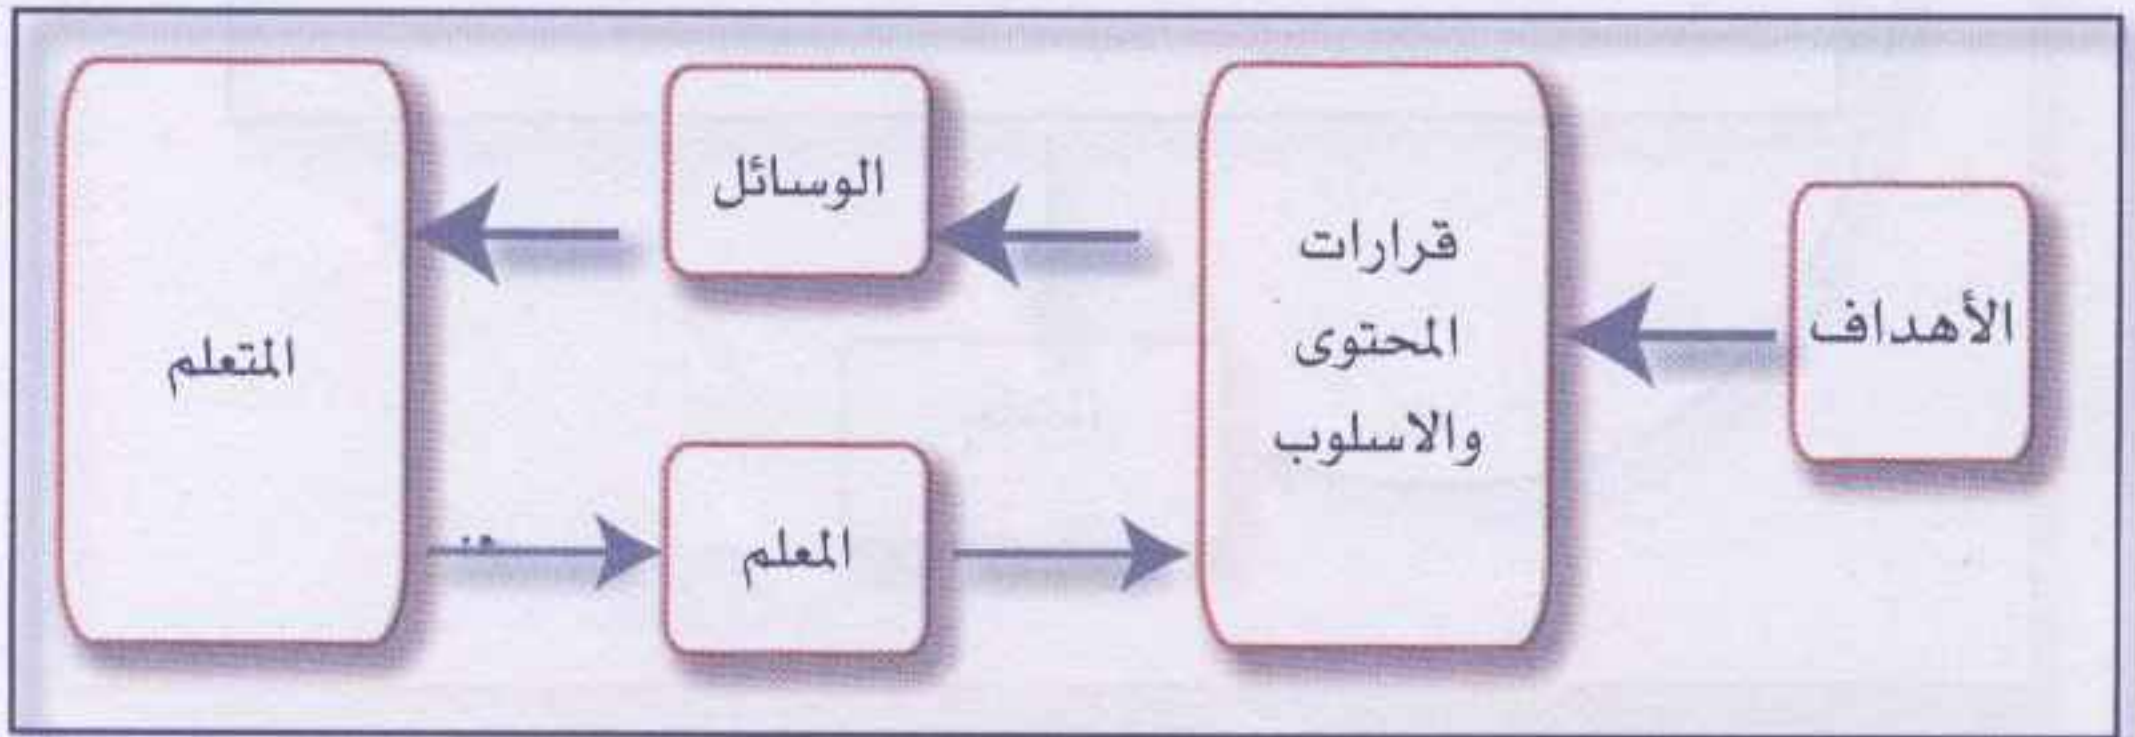 الأهداف
قرارات
المحتوى
والاسلوب
الوسائل
المعلم
المتعلم